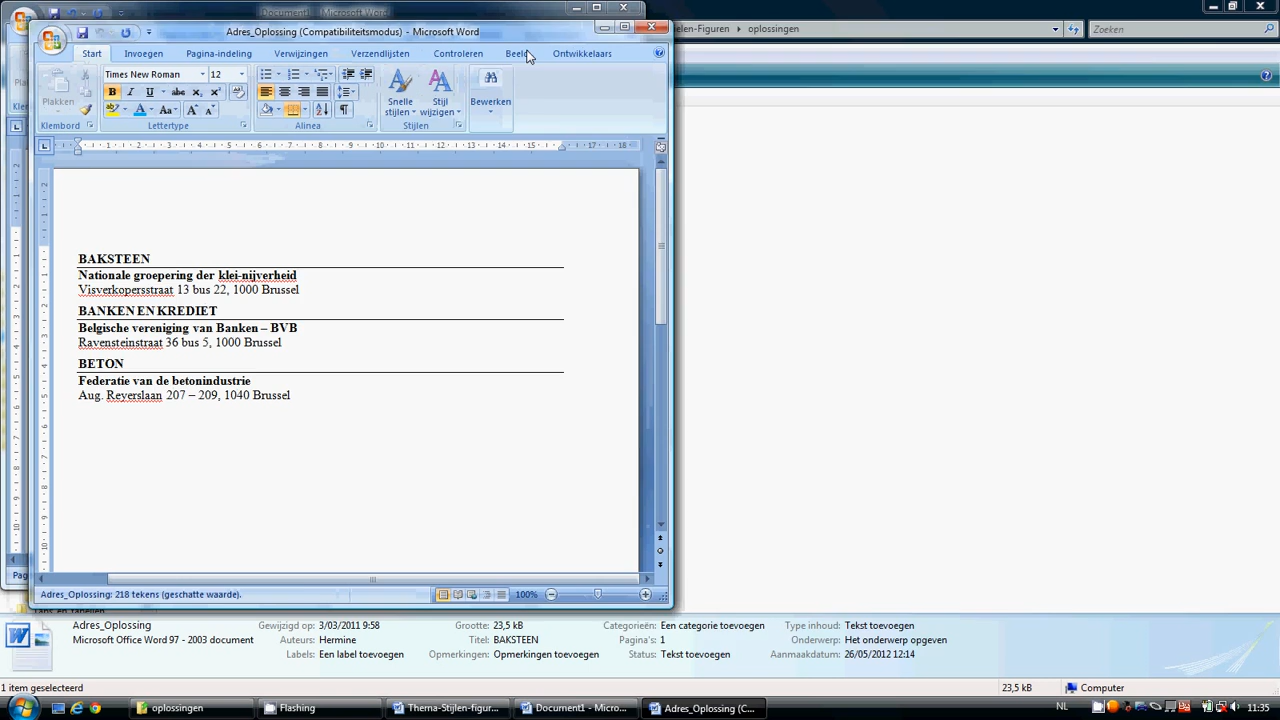 Document1 - Microsoft Word
Adres_Oplossing (Compatibiliteitsmodus) - Microsoft Word
elen-Figuren ▸ oplossingen
Zoeken
Start Invoegen Pagina-indeling Verwijzingen Verzendlijsten Controleren Beeld Ontwikkelaars
Plakken
Times New Roman 12
Snelle stijlen
Stijl wijzigen
Bewerken
Klembord Lettertype Alinea Stijlen
BAKSTEEN
Nationale groepering der klei-nijverheid
Visverkopersstraat 13 bus 22, 1000 Brussel
BANKEN EN KREDIET
Belgische vereniging van Banken – BVB
Ravensteinstraat 36 bus 5, 1000 Brussel
BETON
Federatie van de betonindustrie
Aug. Reyerslaan 207 – 209, 1040 Brussel
Pag
Adres_Oplossing: 218 tekens (geschatte waarde). 100%
Adres_Oplossing Gewijzigd op: 3/03/2011 9:58 Grootte: 23,5 kB Categorieën: Een categorie toevoegen Type inhoud: Tekst toevoegen
Microsoft Office Word 97 - 2003 document Auteurs: Hermine Titel: BAKSTEEN Pagina's: 1 Onderwerp: Het onderwerp opgeven
Labels: Een label toevoegen Opmerkingen: Opmerkingen toevoegen Status: Tekst toevoegen Aanmaakdatum: 26/05/2012 12:14
1 item geselecteerd 23,5 kB Computer
oplossingen Flashing Thema-Stijlen-figur... Document1 - Micros... Adres_Oplossing (C... NL 11:35